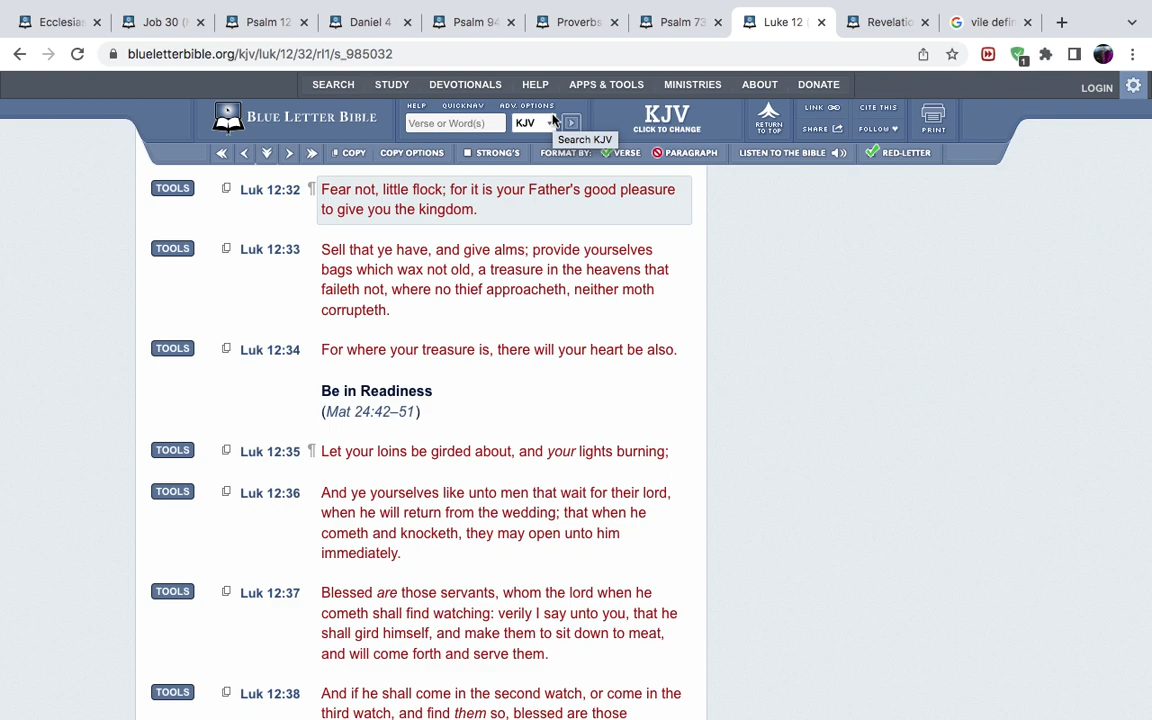 Ecclesias
Job 30 (
Psalm 12
Daniel 4
Psalm 94
Proverbs
Psalm 73
Luke 12 (
Revelatio
vile defin
blueletterbible.org/kjv/luk/12/32/rl1/s_985032
1
SEARCH STUDY DEVOTIONALS HELP APPS & TOOLS MINISTRIES ABOUT DONATE
LOGIN
BLUE LETTER BIBLE
HELP QUICKNAV ADV. OPTIONS
Verse or Word(s)
KJV
Search KJV
KJV
CLICK TO CHANGE
RETURN
TO TOP
LINK
SHARE
CITE THIS
FOLLOW
PRINT
COPY COPY OPTIONS STRONG'S FORMAT BY: VERSE PARAGRAPH LISTEN TO THE BIBLE RED-LETTER
TOOLS Luk 12:32 ¶ Fear not, little flock; for it is your Father's good pleasure
to give you the kingdom.
TOOLS Luk 12:33 Sell that ye have, and give alms; provide yourselves
bags which wax not old, a treasure in the heavens that
faileth not, where no thief approacheth, neither moth
corrupteth.
TOOLS Luk 12:34 For where your treasure is, there will your heart be also.
Be in Readiness
(Mat 24:42–51)
TOOLS Luk 12:35 ¶ Let your loins be girded about, and your lights burning;
TOOLS Luk 12:36 And ye yourselves like unto men that wait for their lord,
when he will return from the wedding; that when he
cometh and knocketh, they may open unto him
immediately.
TOOLS Luk 12:37 Blessed are those servants, whom the lord when he
cometh shall find watching: verily I say unto you, that he
shall gird himself, and make them to sit down to meat,
and will come forth and serve them.
TOOLS Luk 12:38 And if he shall come in the second watch, or come in the
third watch, and find them so, blessed are those